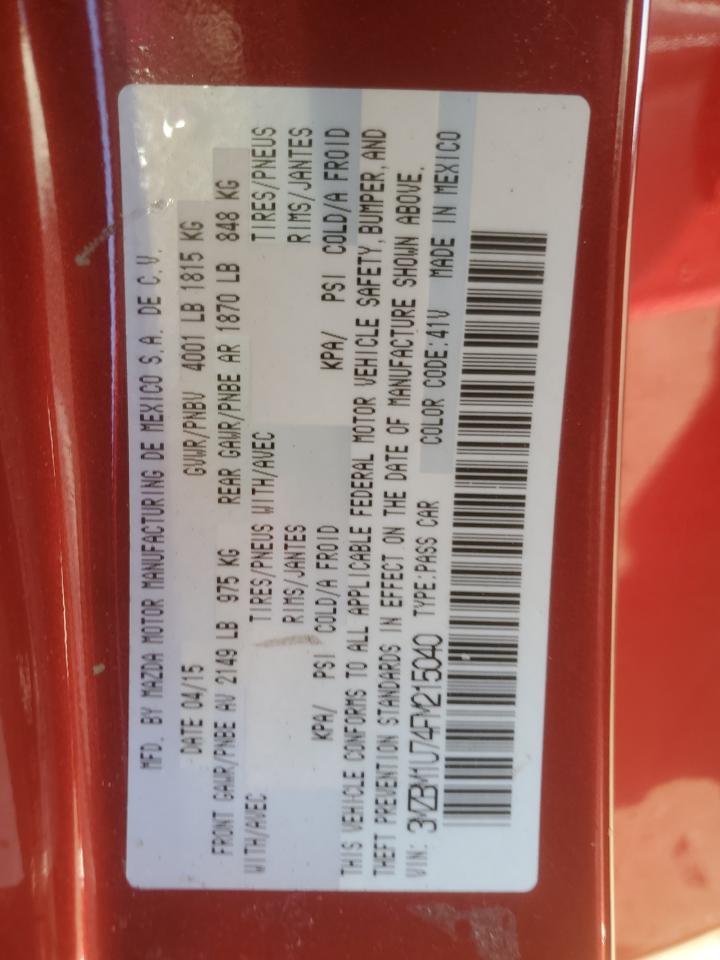 MFD. BY MAZDA MOTOR MANUFACTURING DE MEXICO S.A. DE C.V.
DATE 04/15 GVWR/PNBV 4001 LB 1815 KG
FRONT GAWR/PNBE AV 2149 LB 975 KG REAR GAWR/PNBE AR 1870 LB 848 KG
WITH/AVEC TIRES/PNEUS WITH/AVEC TIRES/PNEUS
RIMS/JANTES RIMS/JANTES
KPA/ PSI COLD/A FROID KPA/ PSI COLD/A FROID
THIS VEHICLE CONFORMS TO ALL APPLICABLE FEDERAL MOTOR VEHICLE SAFETY, BUMPER, AND
THEFT PREVENTION STANDARDS IN EFFECT ON THE DATE OF MANUFACTURE SHOWN ABOVE.
VIN: 3MZBM1U74FM215040 TYPE:PASS CAR COLOR CODE:41V MADE IN MEXICO